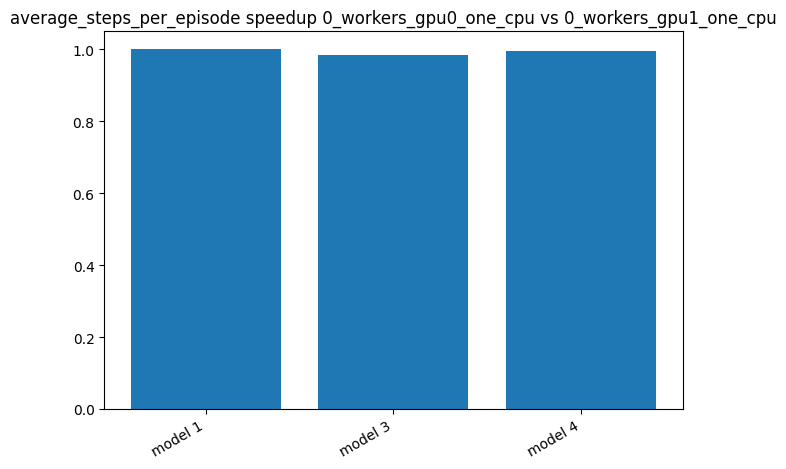 average_steps_per_episode speedup 0_workers_gpu0_one_cpu vs 0_workers_gpu1_one_cpu
1.0
0.8
0.6
0.4
0.2
0.0
model 1
model 3
model 4